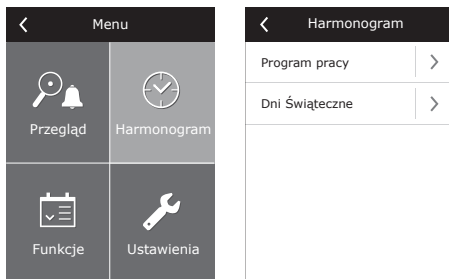 Menu
Przegląd
Harmonogram
Funkcje
Ustawienia
Harmonogram
Program pracy
Dni Świąteczne